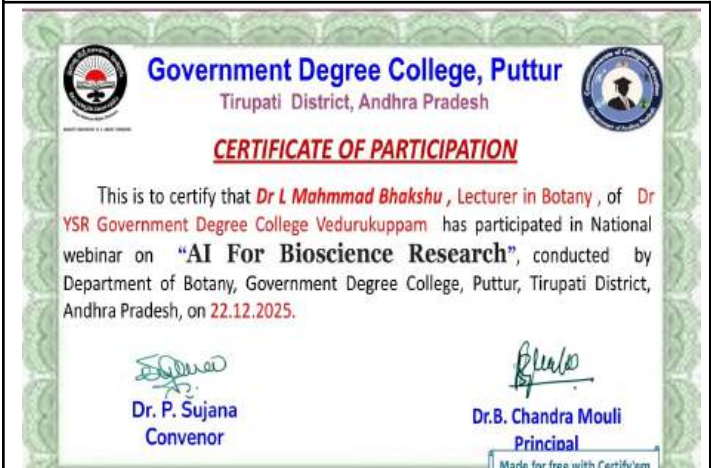 Government Degree College, Puttur
Tirupati District, Andhra Pradesh
CERTIFICATE OF PARTICIPATION
This is to certify that Dr L Mahmmad Bhakshu , Lecturer in Botany , of Dr
YSR Government Degree College Vedurukuppam has participated in National
webinar on “AI For Bioscience Research”, conducted by
Department of Botany, Government Degree College, Puttur, Tirupati District,
Andhra Pradesh, on 22.12.2025.
Dr. P. Šujana
Convenor
Dr.B. Chandra Mouli
Principal
Made for free with Certify'em